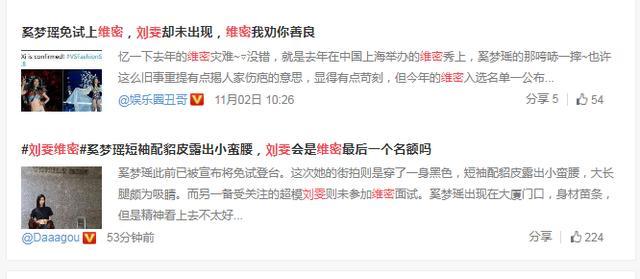 奚梦瑶免试上维密，刘雯却未出现，维密我劝你善良
Xi is confirmed! #VSFashionS
忆一下去年的维密灾难~▿没错，就是去年在中国上海举办的维密秀上，奚梦瑶的那哼哧一摔~也许
这么旧事重提有点揭人家伤疤的意思，显得有点苛刻，但今年的维密入选名单一公布...
@娱乐圆丑哥 V 11月02日 10:26 分享 5 54
#刘雯维密#奚梦瑶短袖配貂皮露出小蛮腰，刘雯会是维密最后一个名额吗
奚梦瑶此前已被宣布将免试登台。这次她的街拍则是穿了一身黑色，短袖配貂皮露出小蛮腰，大长
腿颇为吸睛。而另一备受关注的超模刘雯则未参加维密面试。奚梦瑶出现在大厦门口，身材苗条，
但是精神看上去不太好...
@Daaagou V 53分钟前 分享 224